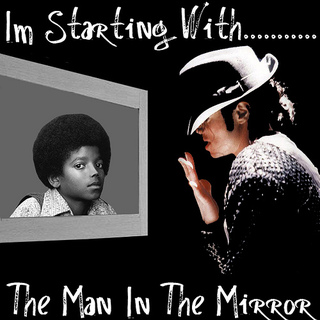 Im Starting With...........
The Man In The Mirror